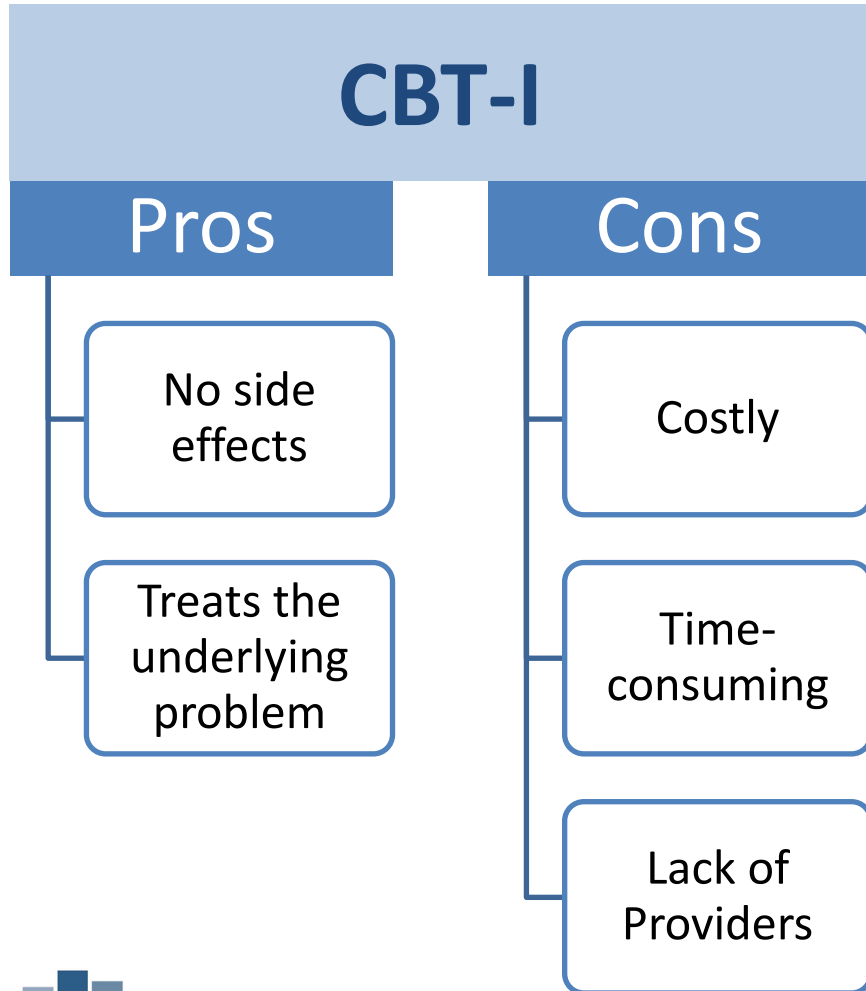 CBT-I
Pros
No side
effects
Treats the
underlying
problem
Cons
Costly
Time-
consuming
Lack of
Providers